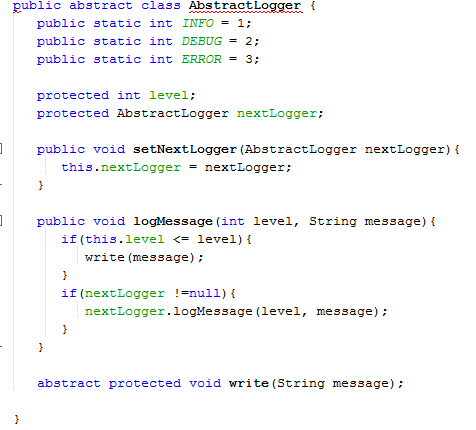 public abstract class AbstractLogger {
    public static int INFO = 1;
    public static int DEBUG = 2;
    public static int ERROR = 3;

    protected int level;
    protected AbstractLogger nextLogger;

    public void setNextLogger(AbstractLogger nextLogger){
        this.nextLogger = nextLogger;
    }

    public void logMessage(int level, String message){
        if(this.level <= level){
            write(message);
        }
        if(nextLogger !=null){
            nextLogger.logMessage(level, message);
        }
    }

    abstract protected void write(String message);

}